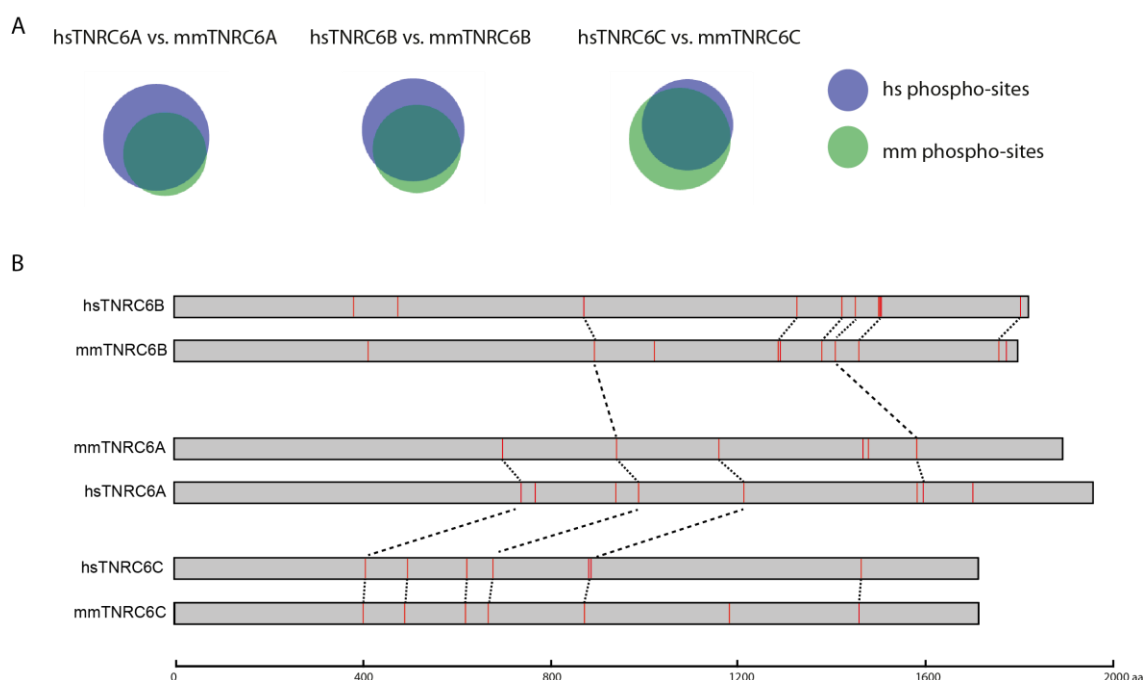 A
hsTNRC6A vs. mmTNRC6A
hsTNRC6B vs. mmTNRC6B
hsTNRC6C vs. mmTNRC6C
hs phospho-sites
mm phospho-sites
B
hsTNRC6B
mmTNRC6B
mmTNRC6A
hsTNRC6A
hsTNRC6C
mmTNRC6C
0 400 800 1200 1600 2000 aa